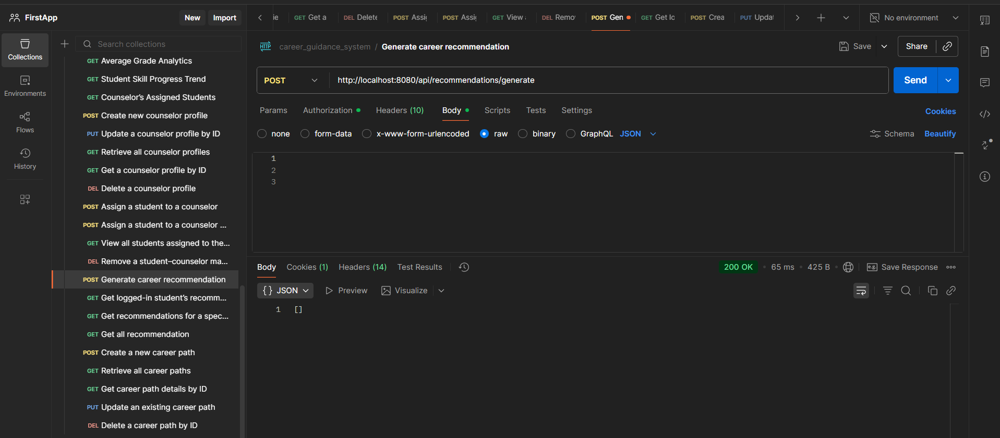 FirstApp
New
Import
ie
GET Get a
DEL Delete
POST Assig
POST Assig
GET View a
DEL Remov
POST Gen
GET Get lo
POST Crea
PUT Updat
No environment
Collections
Environments
Flows
History
Search collections
GET Average Grade Analytics
GET Student Skill Progress Trend
GET Counselor's Assigned Students
POST Create new counselor profile
PUT Update a counselor profile by ID
GET Retrieve all counselor profiles
GET Get a counselor profile by ID
DEL Delete a counselor profile
POST Assign a student to a counselor
POST Assign a student to a counselor ...
GET View all students assigned to the...
DEL Remove a student–counselor ma...
POST Generate career recommendation
GET Get logged-in student's recomm...
GET Get recommendations for a spec...
GET Get all recommendation
POST Create a new career path
GET Retrieve all career paths
GET Get career path details by ID
PUT Update an existing career path
DEL Delete a career path by ID
HTTP career_guidance_system / Generate career recommendation
Save
Share
POST http://localhost:8080/api/recommendations/generate
Send
Params Authorization Headers (10) Body Scripts Tests Settings
Cookies
none form-data x-www-form-urlencoded raw binary GraphQL JSON
Schema Beautify
1
2
3
Body Cookies (1) Headers (14) Test Results
200 OK • 65 ms • 425 B
e.g. Save Response
{} JSON Preview Visualize
1 []